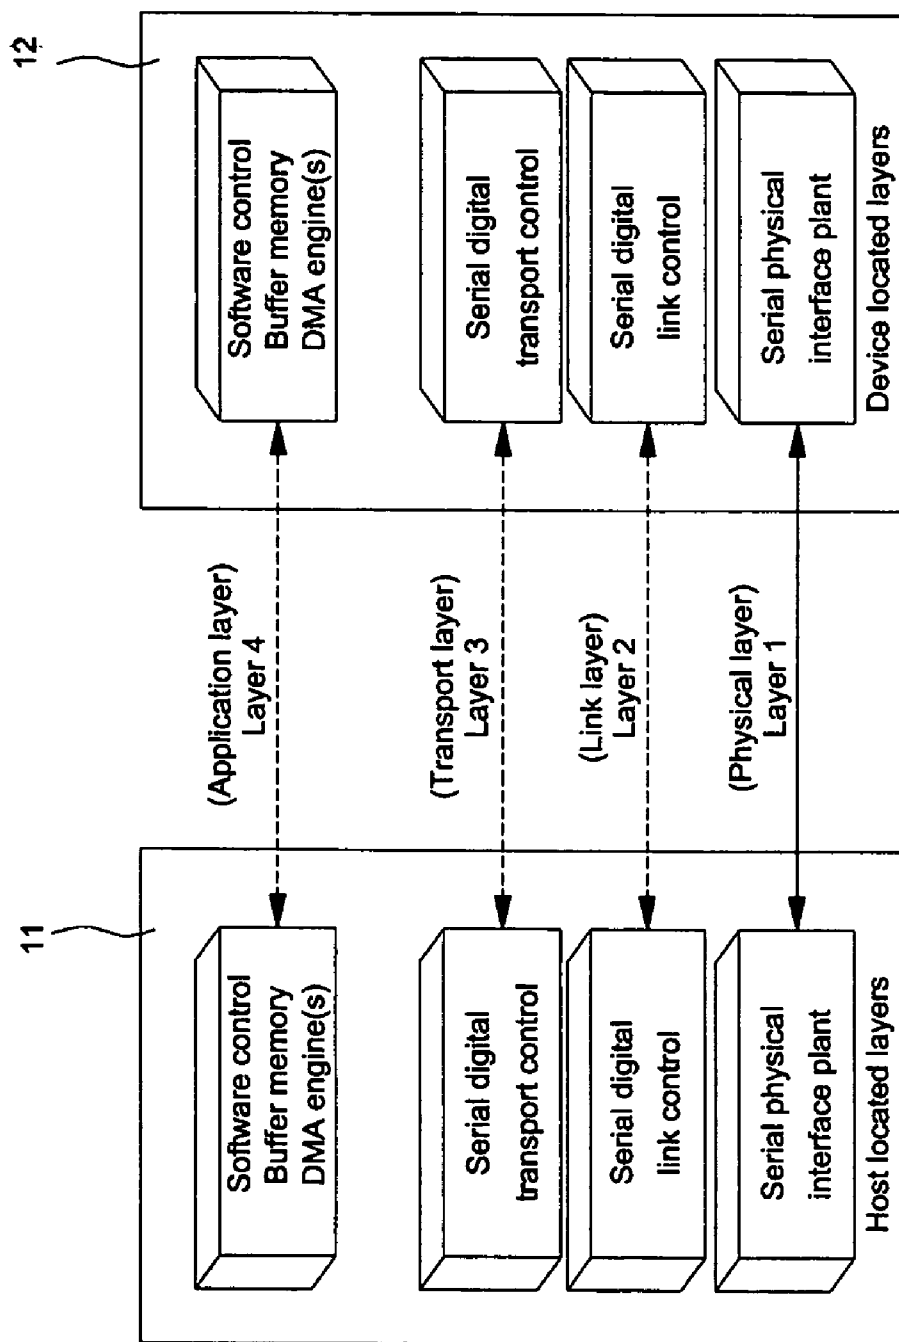 11
12
Software control
Buffer memory
DMA engine(s)
(Application layer)
Layer 4
Software control
Buffer memory
DMA engine(s)
Serial digital
transport control
(Transport layer)
Layer 3
Serial digital
transport control
Serial digital
link control
(Link layer)
Layer 2
Serial digital
link control
Serial physical
interface plant
(Physical layer)
Layer 1
Serial physical
interface plant
Host located layers
Device located layers